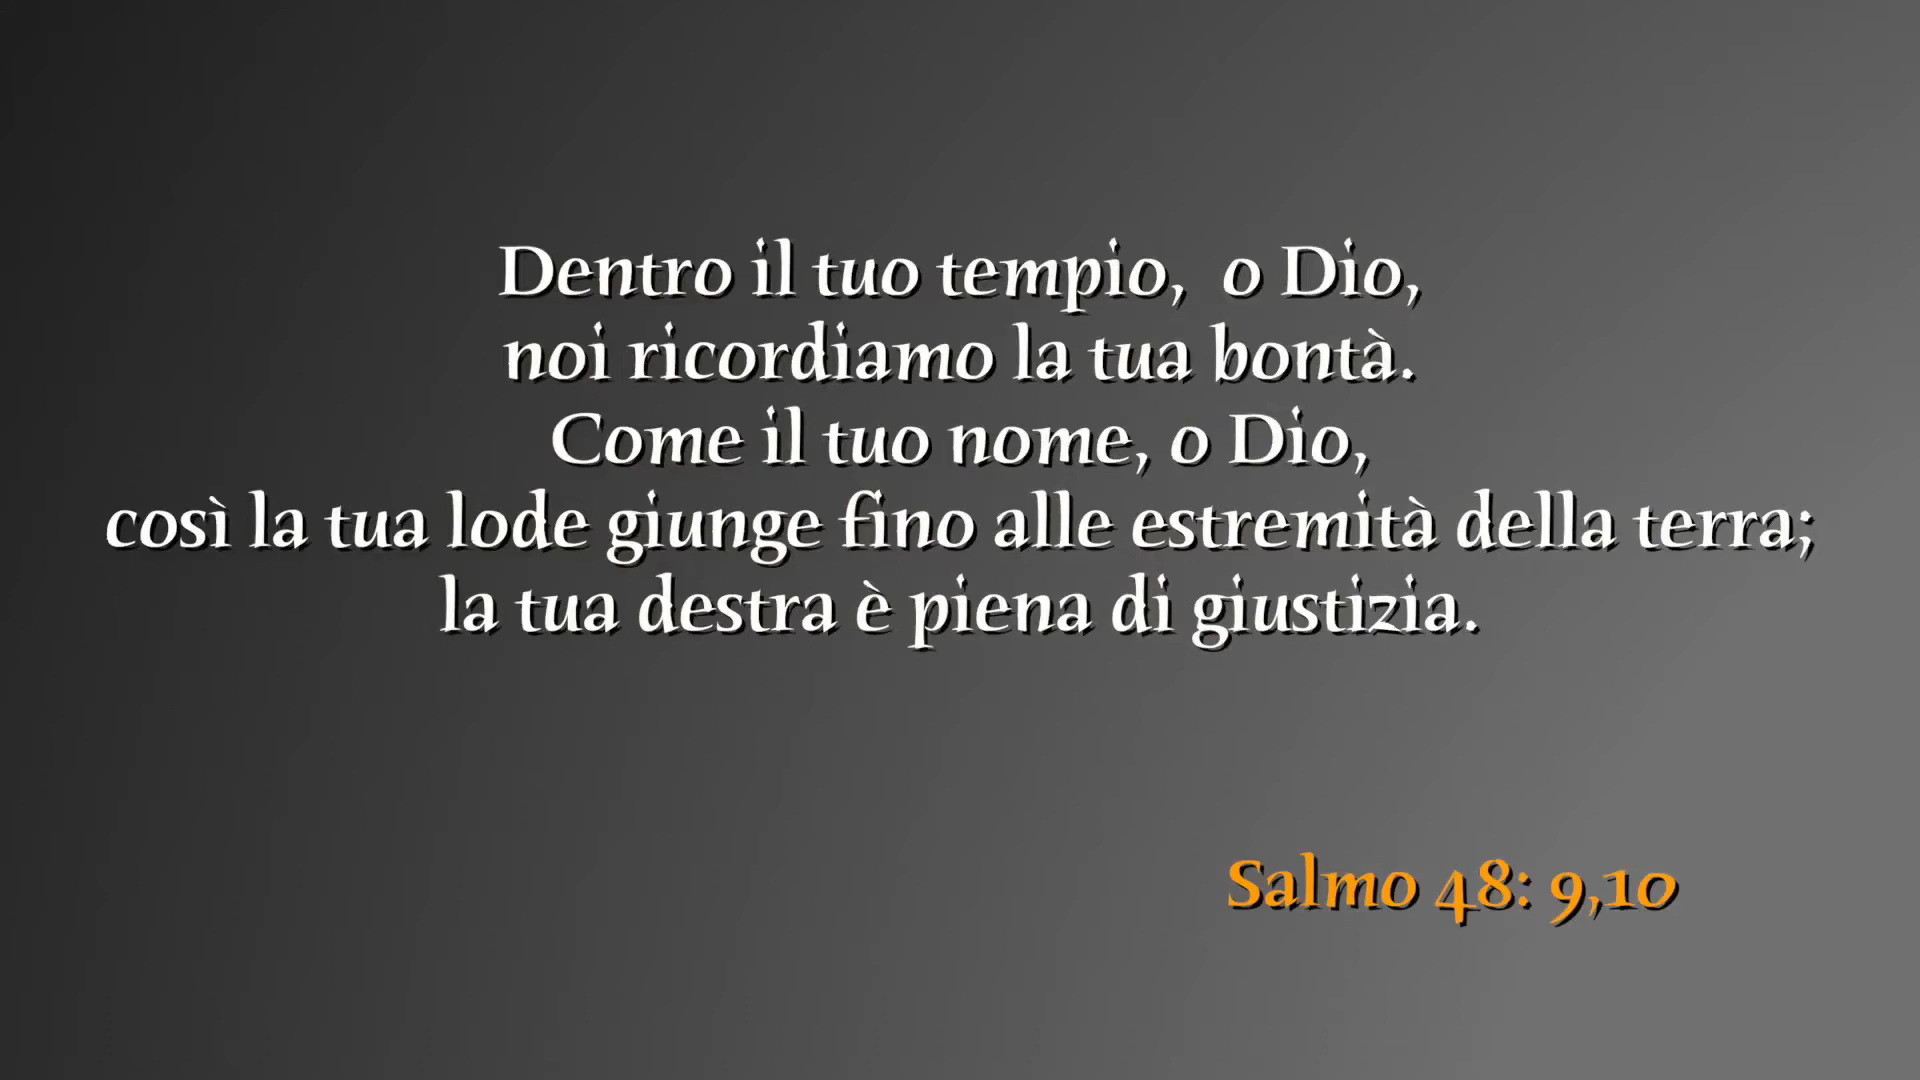 Dentro il tuo tempio,  o Dio,
noi ricordiamo la tua bontà.
Come il tuo nome, o Dio,
così la tua lode giunge fino alle estremità della terra;
la tua destra è piena di giustizia.
Salmo 48: 9,10